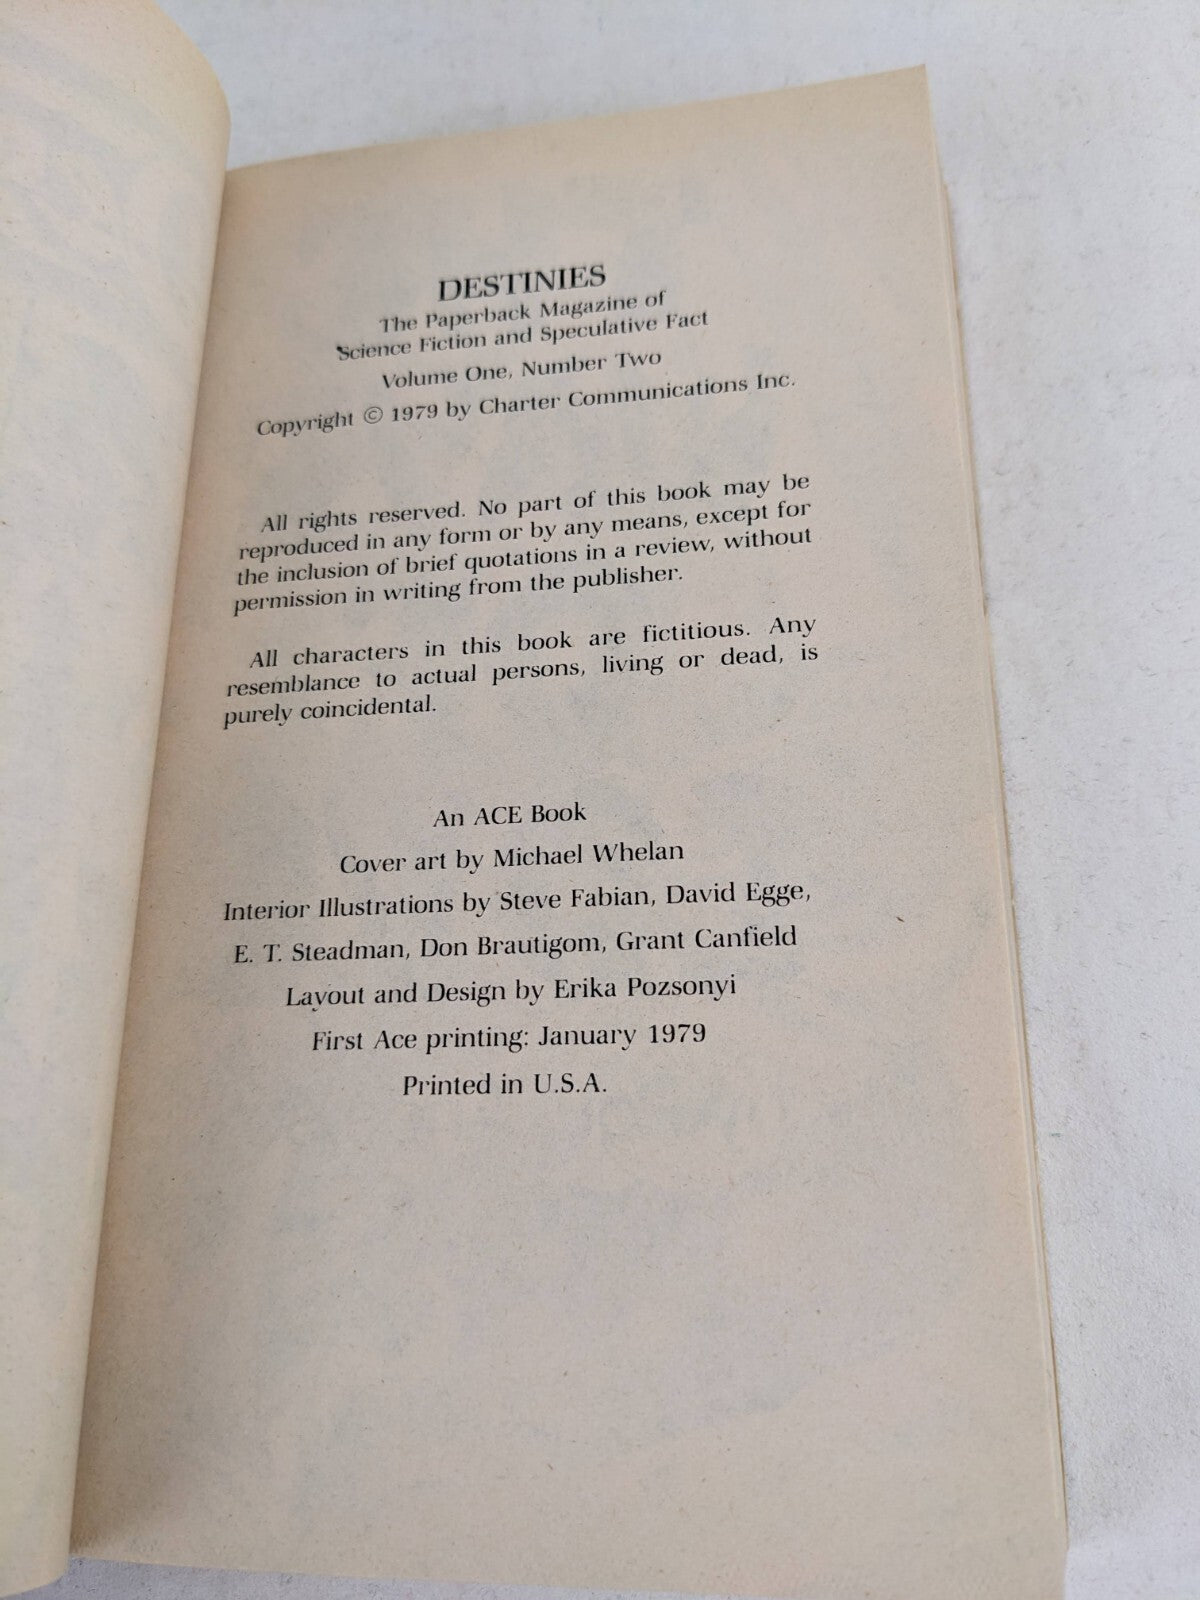 DESTINIES
The Paperback Magazine of
Science Fiction and Speculative Fact
Volume One, Number Two
Copyright © 1979 by Charter Communications Inc.
All rights reserved. No part of this book may be
reproduced in any form or by any means, except for
the inclusion of brief quotations in a review, without
permission in writing from the publisher.
All characters in this book are fictitious. Any
resemblance to actual persons, living or dead, is
purely coincidental.
An ACE Book
Cover art by Michael Whelan
Interior Illustrations by Steve Fabian, David Egge,
E. T. Steadman, Don Brautigom, Grant Canfield
Layout and Design by Erika Pozsonyi
First Ace printing: January 1979
Printed in U.S.A.